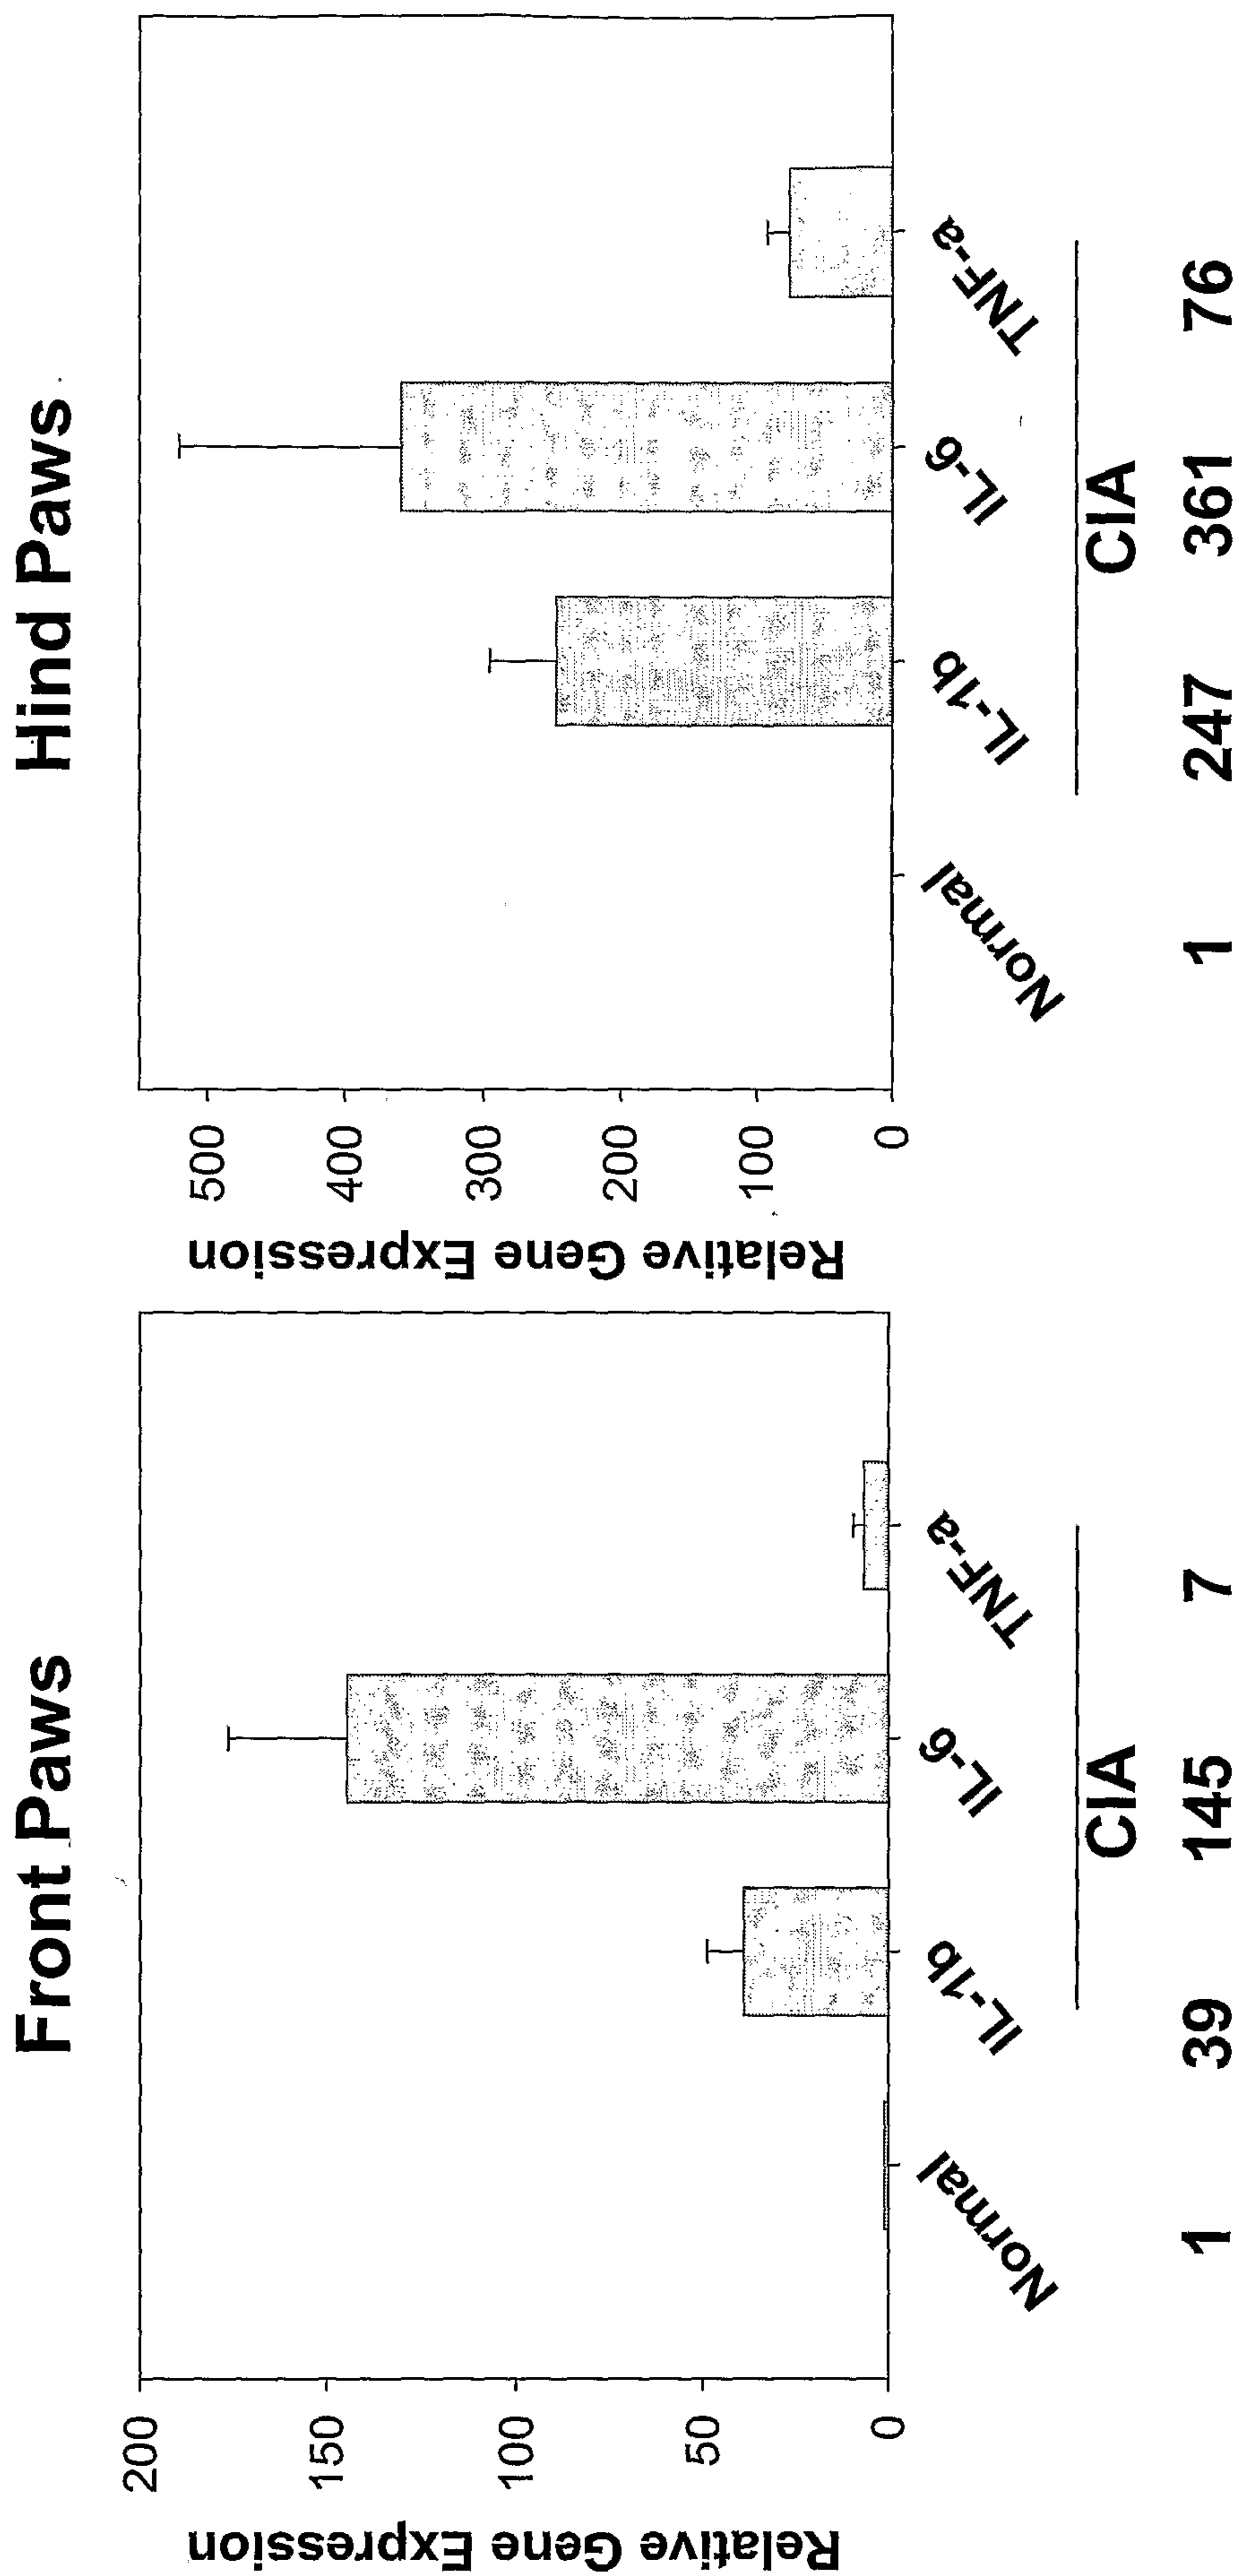 Front Paws
Relative Gene Expression
200
150
100
50
0
Normal
IL-1b
IL-6
TNF-a
CIA
1 39 145 7
Hind Paws
Relative Gene Expression
500
400
300
200
100
0
Normal
IL-1b
IL-6
TNF-a
CIA
1 247 361 76